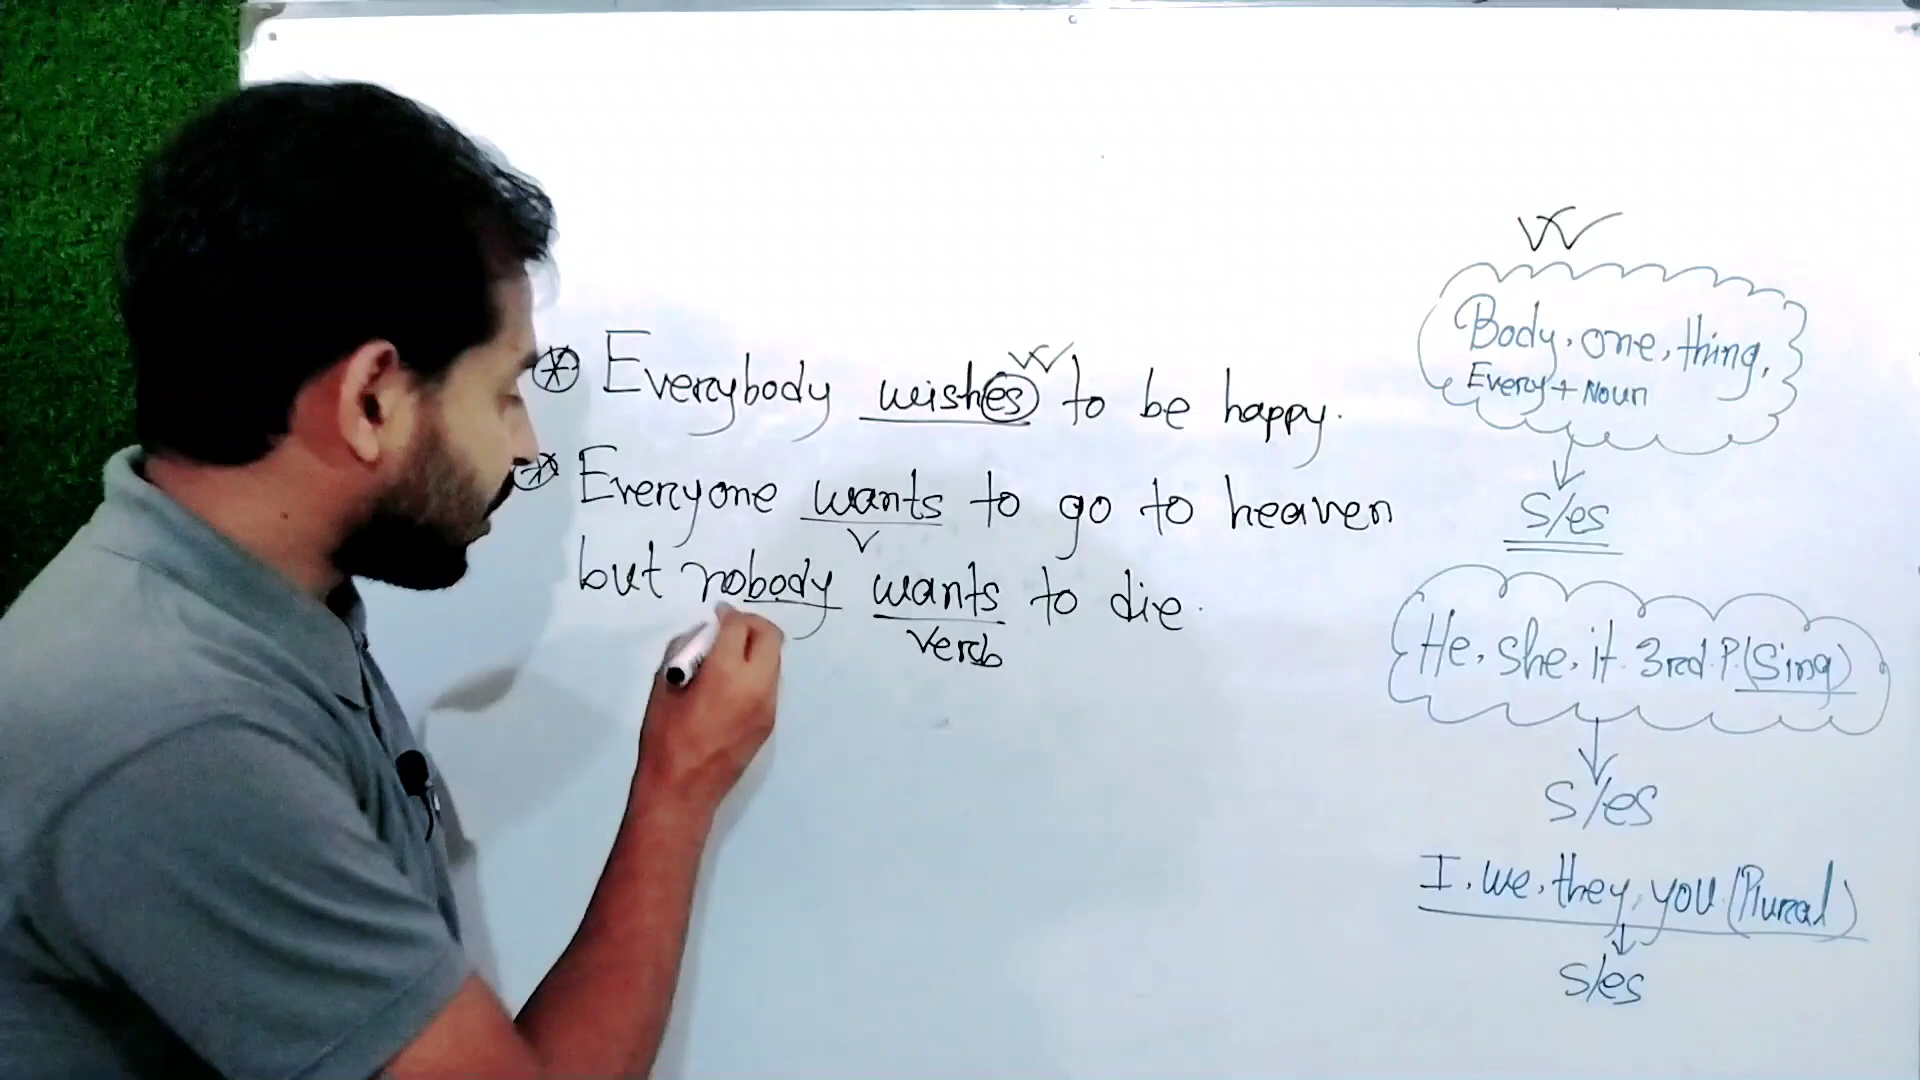 Everybody wishes to be happy.
Everyone wants to go to heaven
V
but nobody wants to die.
Verb
Body, one, thing,
Every + Noun
S/es
He, she, it 3rd P. (Sing)
S/es
I, we, they, you (Plural)
S/es